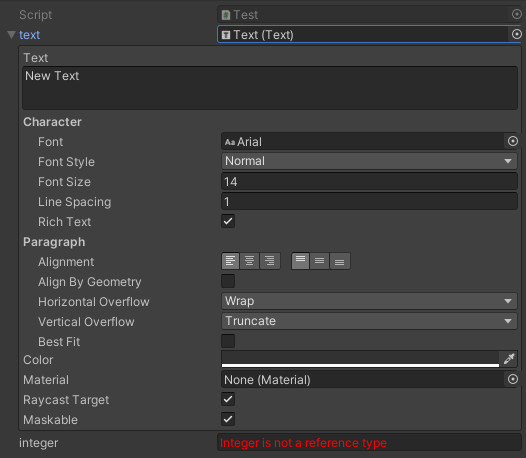 Script # Test
text T Text (Text)
Text
New Text
Character
Font Aa Arial
Font Style Normal
Font Size 14
Line Spacing 1
Rich Text
Paragraph
Alignment
Align By Geometry
Horizontal Overflow Wrap
Vertical Overflow Truncate
Best Fit
Color
Material None (Material)
Raycast Target
Maskable
integer Integer is not a reference type